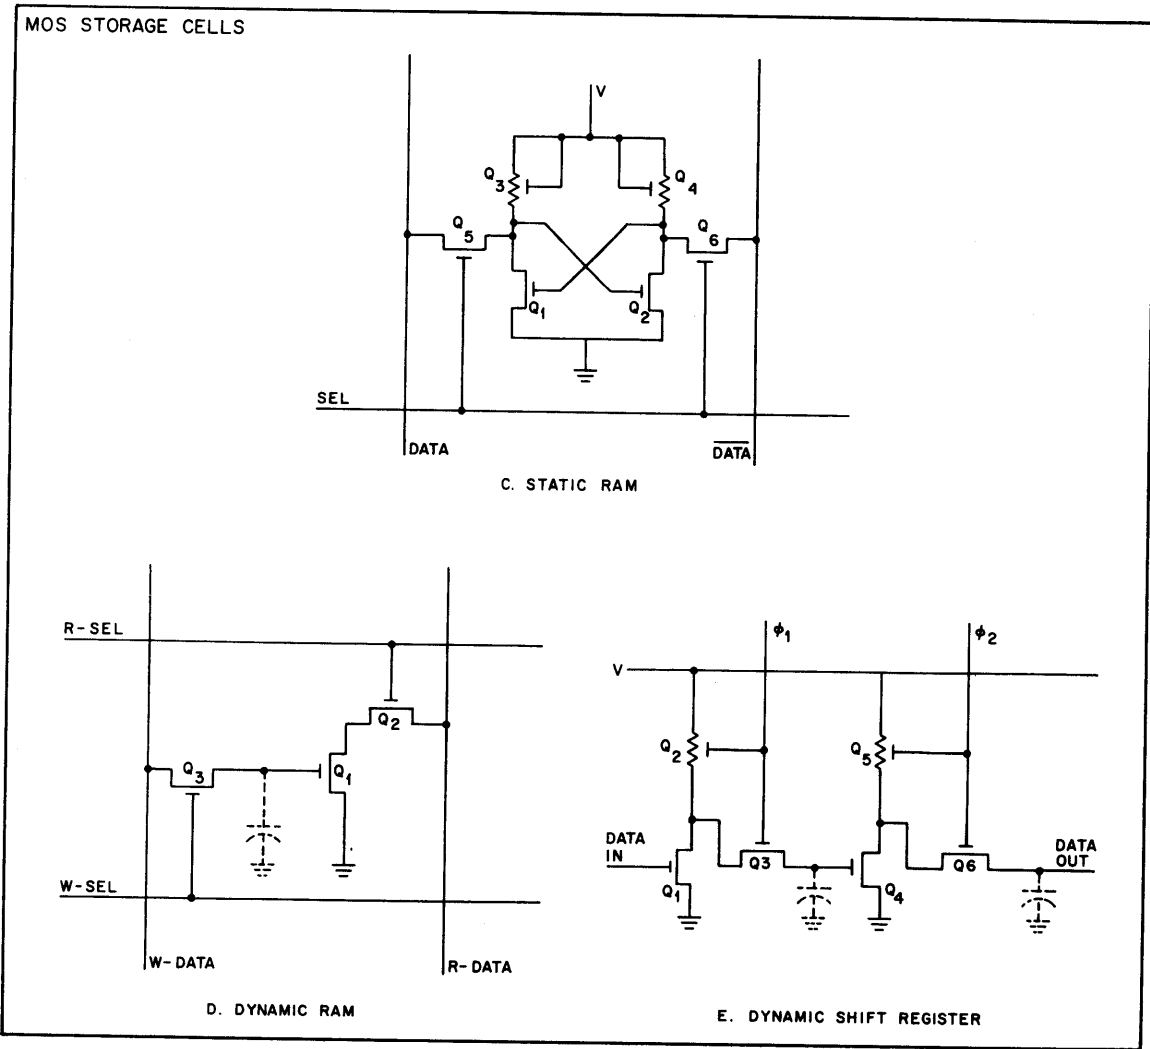 MOS STORAGE CELLS
V
Q3
Q4
Q5
Q6
Q1
Q2
SEL
DATA
D̅A̅T̅A̅
C. STATIC RAM
R-SEL
Q2
Q3
Q1
W-SEL
W-DATA
R-DATA
D. DYNAMIC RAM
ϕ1
ϕ2
V
Q2
Q5
DATA IN
Q3
Q6
DATA OUT
Q1
Q4
E. DYNAMIC SHIFT REGISTER